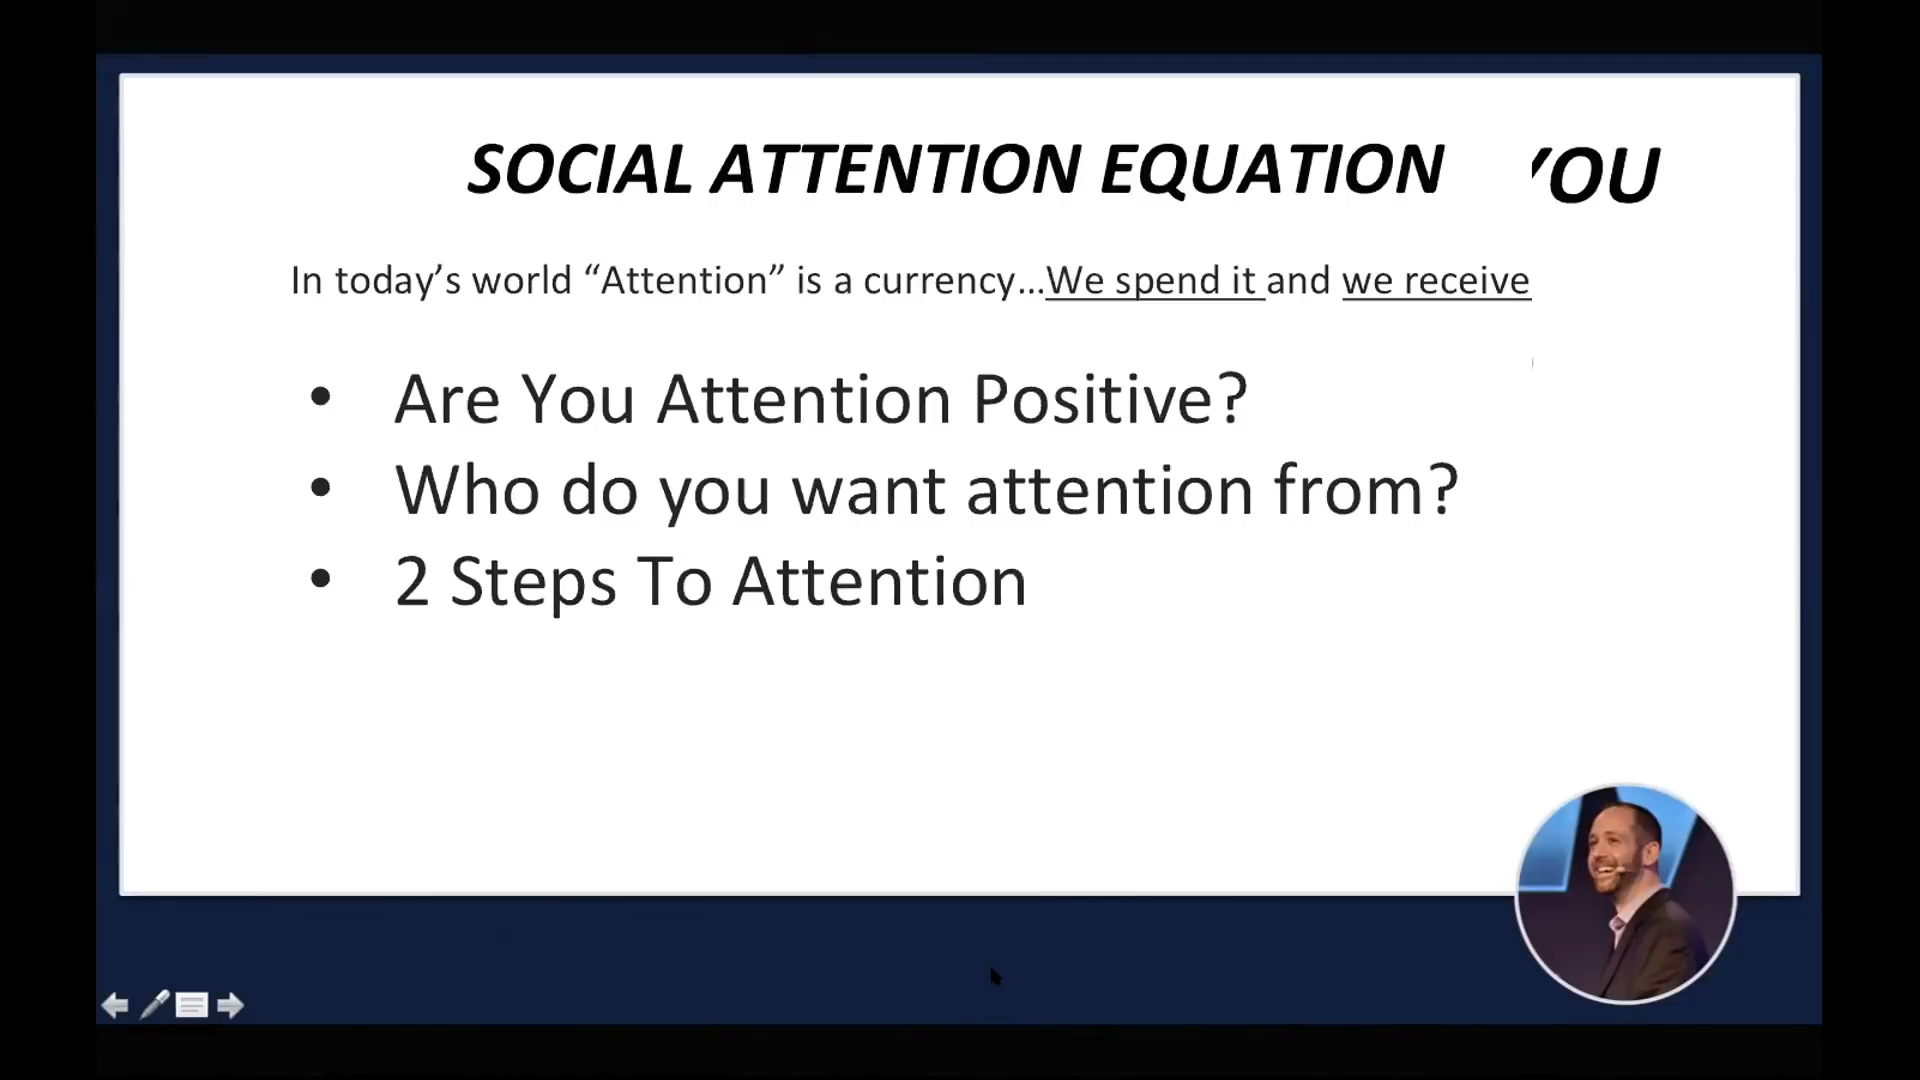 SOCIAL ATTENTION EQUATION
YOU
In today’s world “Attention” is a currency...We spend it and we receive
• Are You Attention Positive?
• Who do you want attention from?
• 2 Steps To Attention